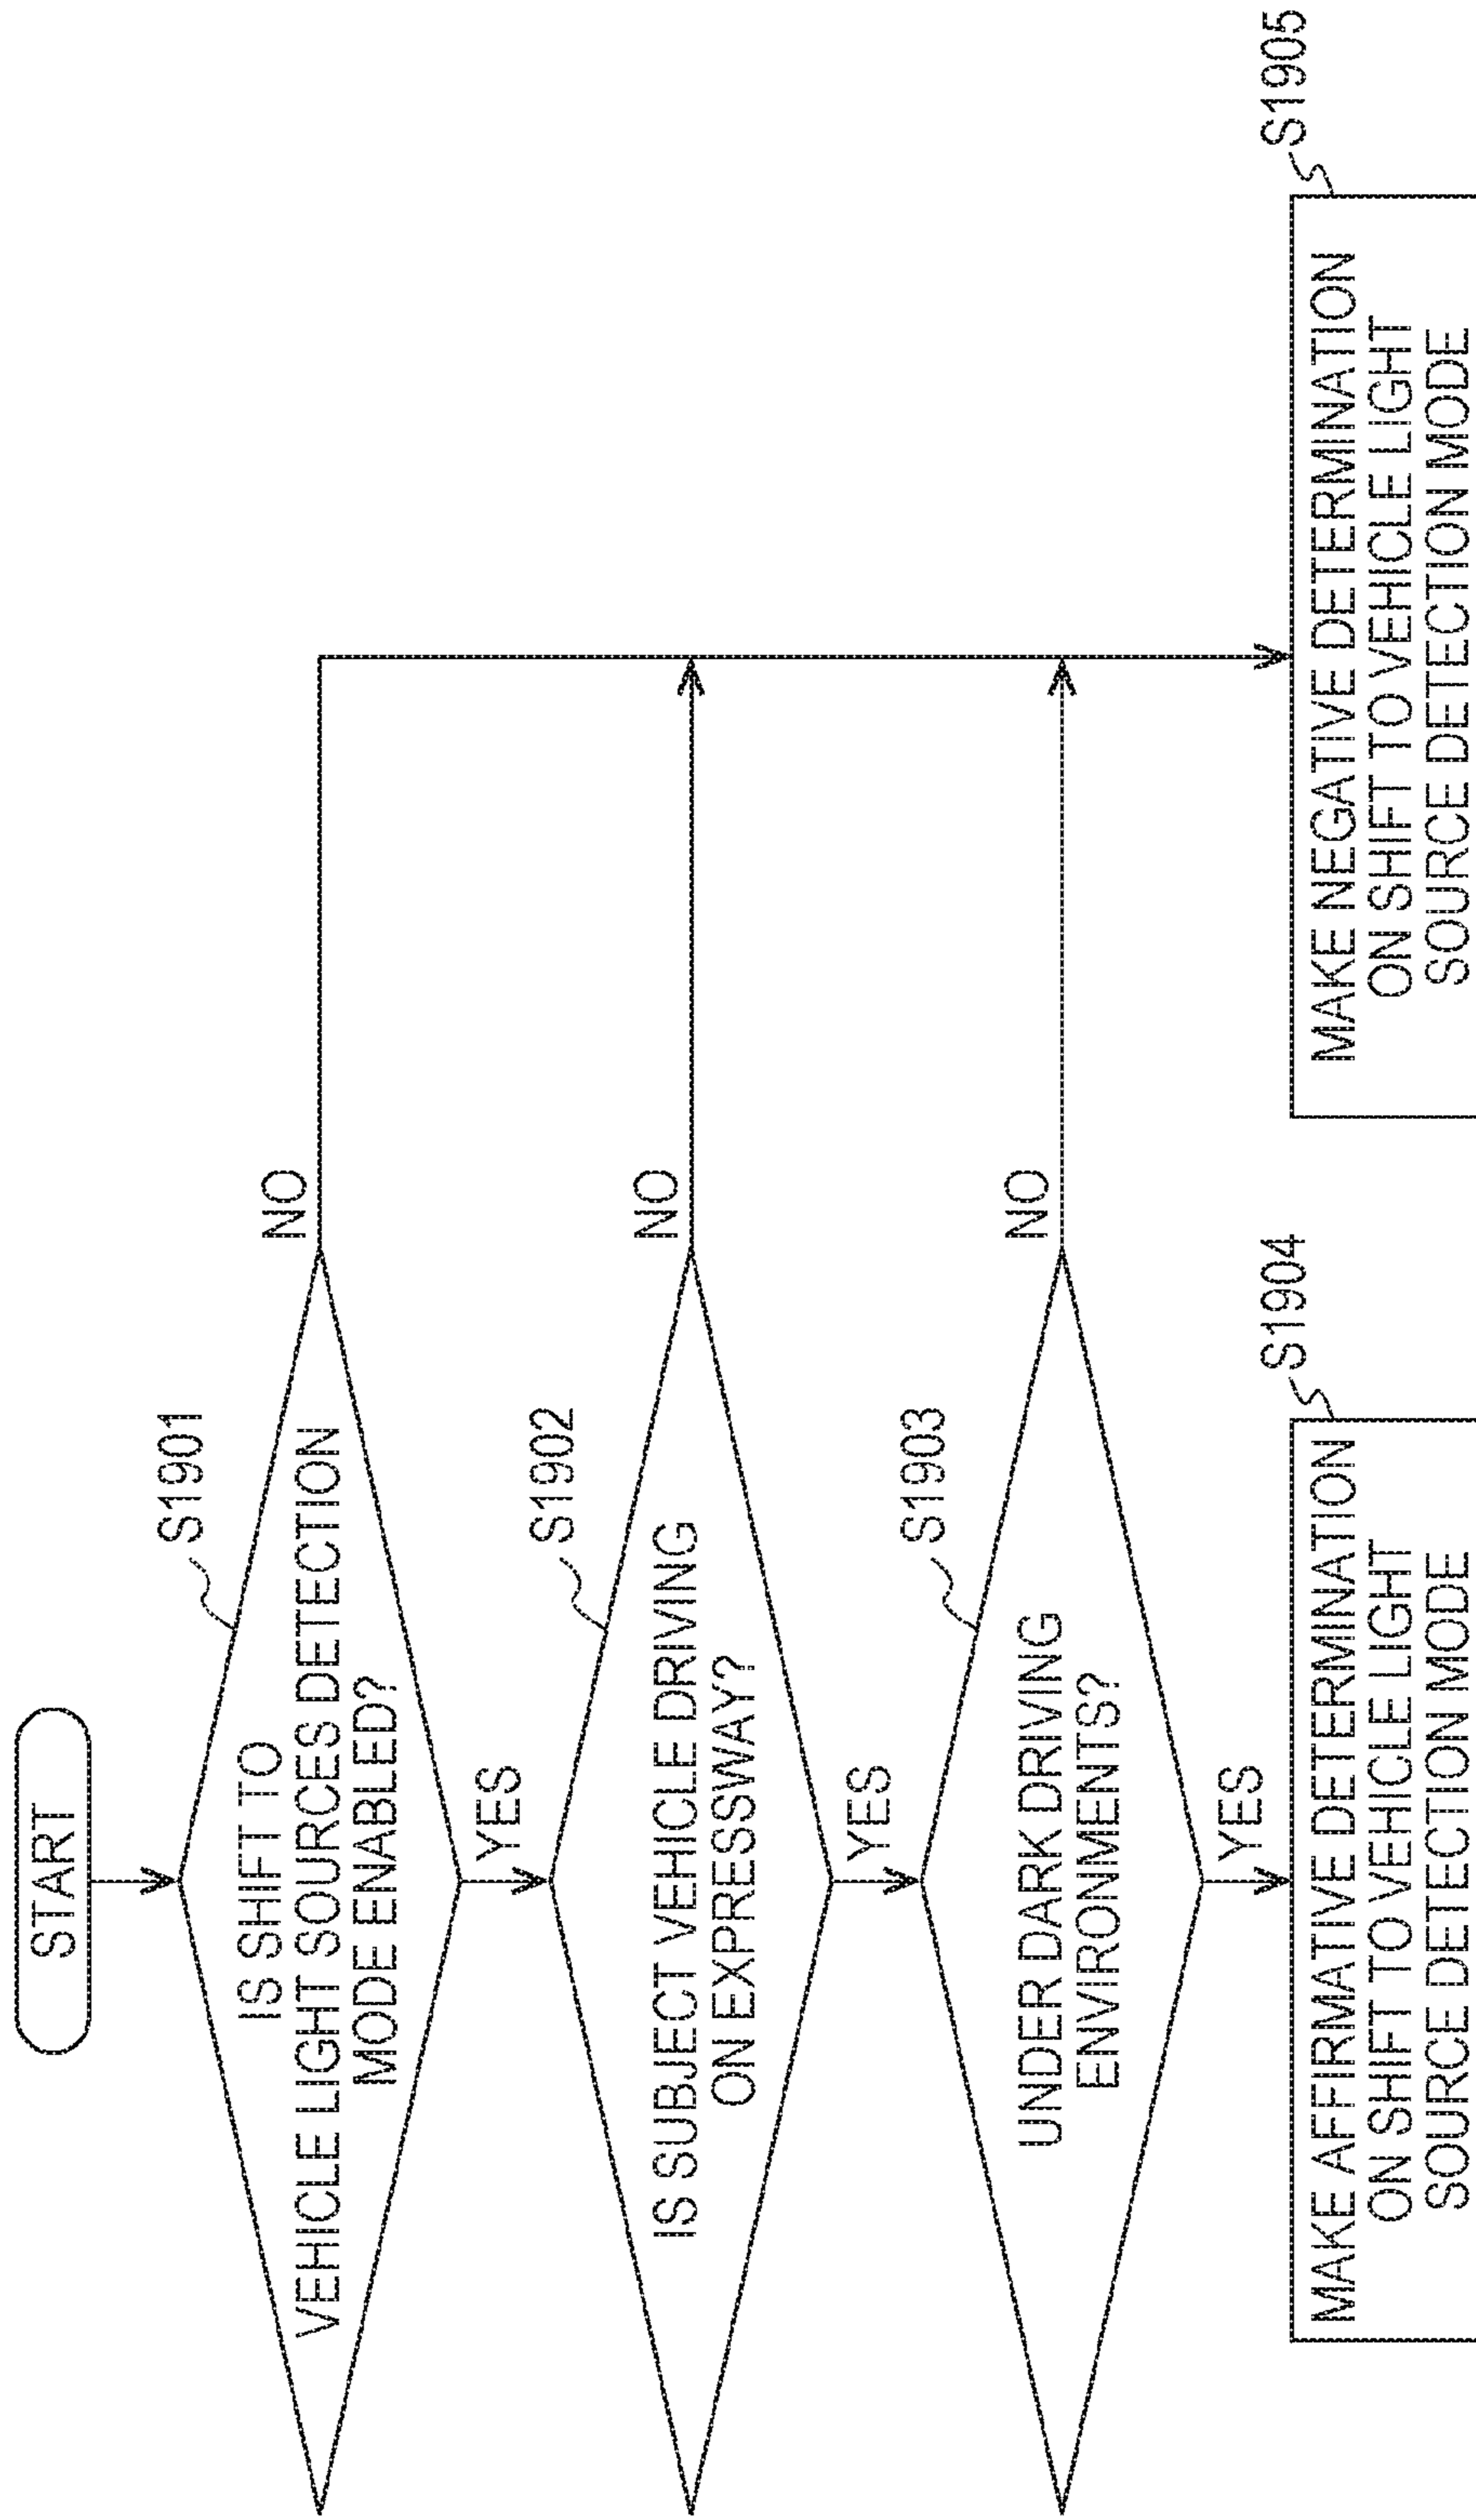 START
S1901
IS SHIFT TO
VEHICLE LIGHT SOURCES DETECTION
MODE ENABLED?
NO
YES
S1902
IS SUBJECT VEHICLE DRIVING
ON EXPRESSWAY?
NO
YES
S1903
UNDER DARK DRIVING
ENVIRONMENTS?
NO
YES
S1904
MAKE AFFIRMATIVE DETERMINATION
ON SHIFT TO VEHICLE LIGHT
SOURCE DETECTION MODE
S1905
MAKE NEGATIVE DETERMINATION
ON SHIFT TO VEHICLE LIGHT
SOURCE DETECTION MODE